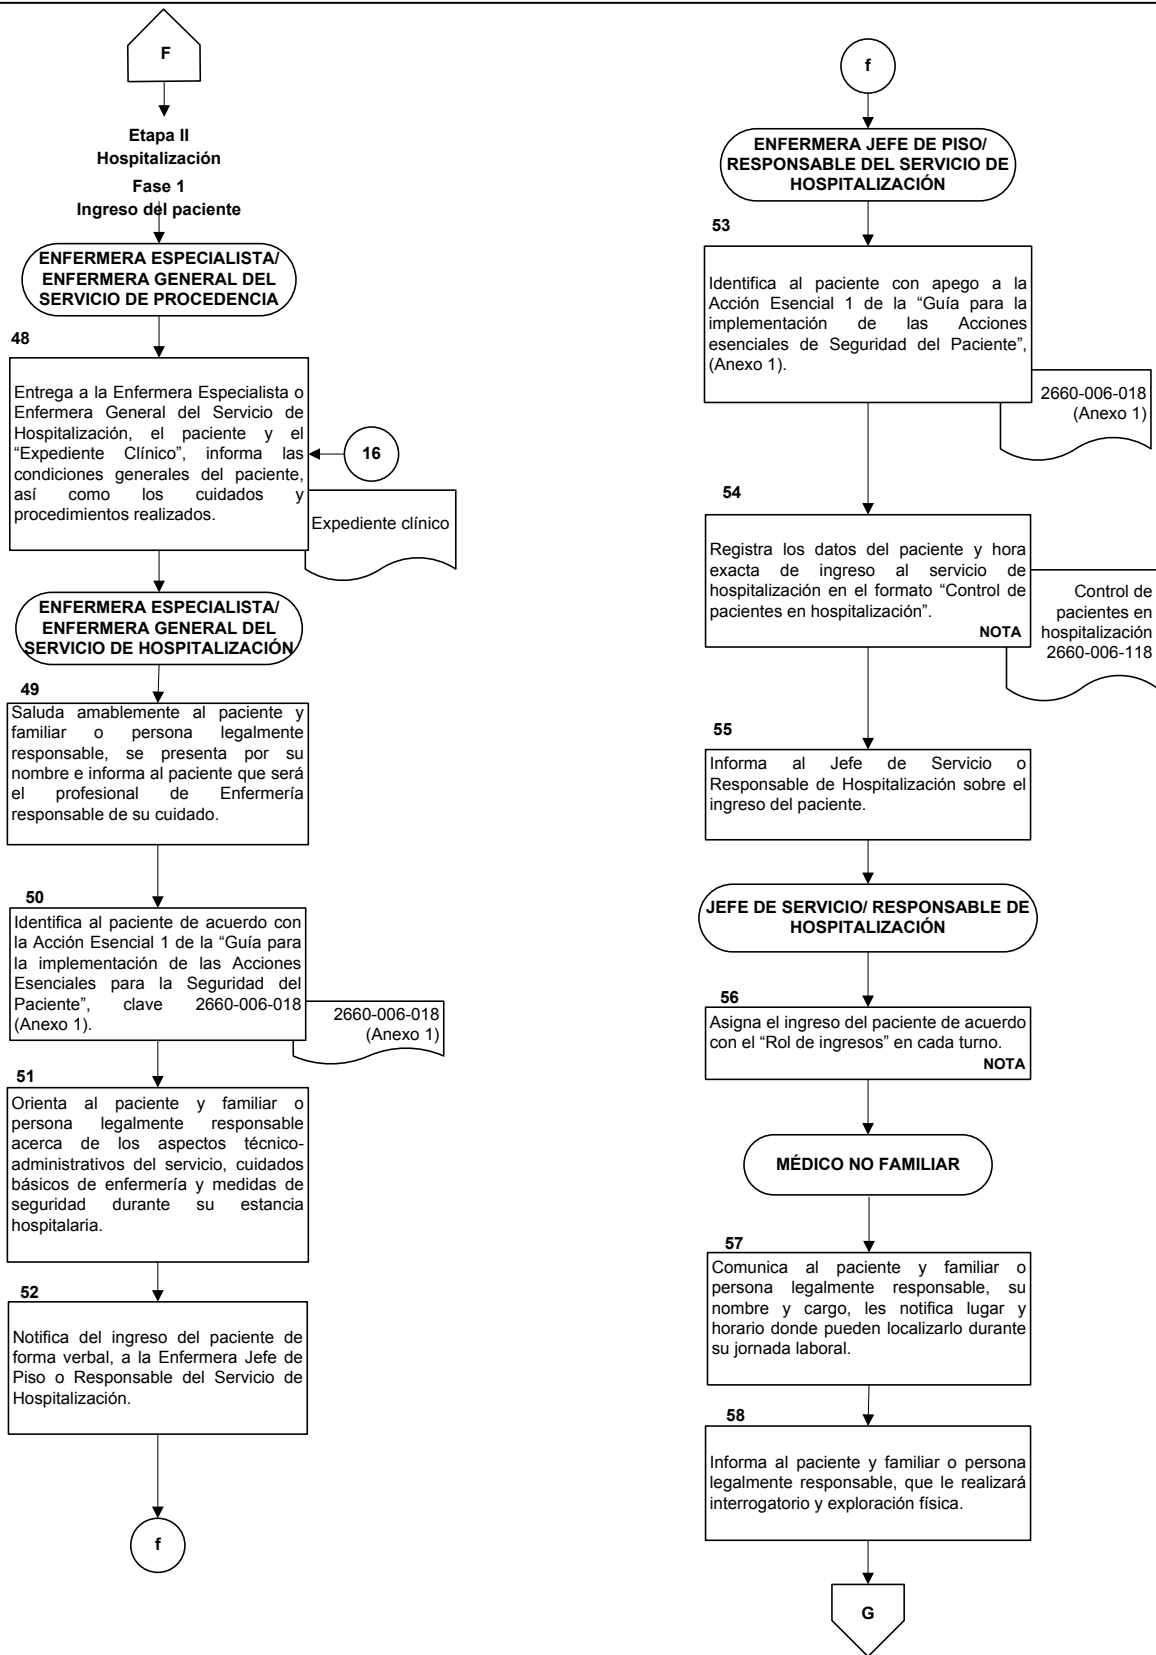 F
Etapa II
Hospitalización
Fase 1
Ingreso del paciente
ENFERMERA ESPECIALISTA/
ENFERMERA GENERAL DEL
SERVICIO DE PROCEDENCIA
48
Entrega a la Enfermera Especialista o
Enfermera General del Servicio de
Hospitalización, el paciente y el
“Expediente Clínico”, informa las
condiciones generales del paciente,
así como los cuidados y
procedimientos realizados.
16
Expediente clínico
ENFERMERA ESPECIALISTA/
ENFERMERA GENERAL DEL
SERVICIO DE HOSPITALIZACIÓN
49
Saluda amablemente al paciente y
familiar o persona legalmente
responsable, se presenta por su
nombre e informa al paciente que será
el profesional de Enfermería
responsable de su cuidado.
50
Identifica al paciente de acuerdo con
la Acción Esencial 1 de la “Guía para
la implementación de las Acciones
Esenciales para la Seguridad del
Paciente”, clave 2660-006-018
(Anexo 1).
2660-006-018
(Anexo 1)
51
Orienta al paciente y familiar o
persona legalmente responsable
acerca de los aspectos técnico-
administrativos del servicio, cuidados
básicos de enfermería y medidas de
seguridad durante su estancia
hospitalaria.
52
Notifica del ingreso del paciente de
forma verbal, a la Enfermera Jefe de
Piso o Responsable del Servicio de
Hospitalización.
f
f
ENFERMERA JEFE DE PISO/
RESPONSABLE DEL SERVICIO DE
HOSPITALIZACIÓN
53
Identifica al paciente con apego a la
Acción Esencial 1 de la “Guía para la
implementación de las Acciones
esenciales de Seguridad del Paciente”,
(Anexo 1).
2660-006-018
(Anexo 1)
54
Registra los datos del paciente y hora
exacta de ingreso al servicio de
hospitalización en el formato “Control de
pacientes en hospitalización”.
NOTA
Control de
pacientes en
hospitalización
2660-006-118
55
Informa al Jefe de Servicio o
Responsable de Hospitalización sobre el
ingreso del paciente.
JEFE DE SERVICIO/ RESPONSABLE DE
HOSPITALIZACIÓN
56
Asigna el ingreso del paciente de acuerdo
con el “Rol de ingresos” en cada turno.
NOTA
MÉDICO NO FAMILIAR
57
Comunica al paciente y familiar o
persona legalmente responsable, su
nombre y cargo, les notifica lugar y
horario donde pueden localizarlo durante
su jornada laboral.
58
Informa al paciente y familiar o persona
legalmente responsable, que le realizará
interrogatorio y exploración física.
G